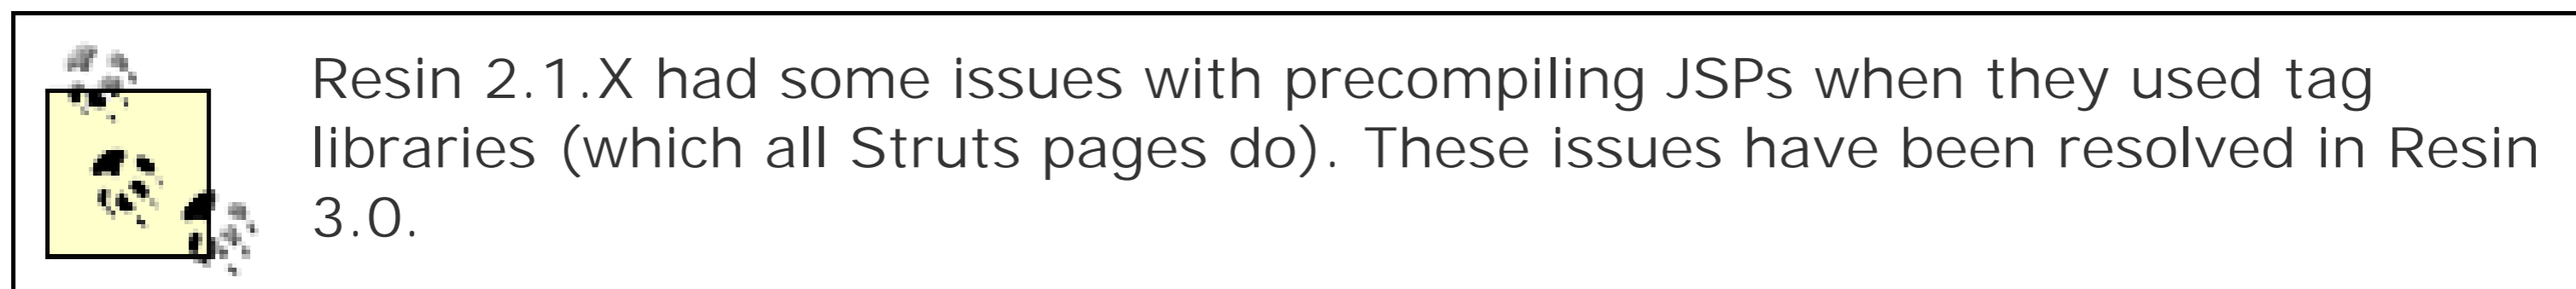 Resin 2.1.X had some issues with precompiling JSPs when they used tag
libraries (which all Struts pages do). These issues have been resolved in Resin
3.0.